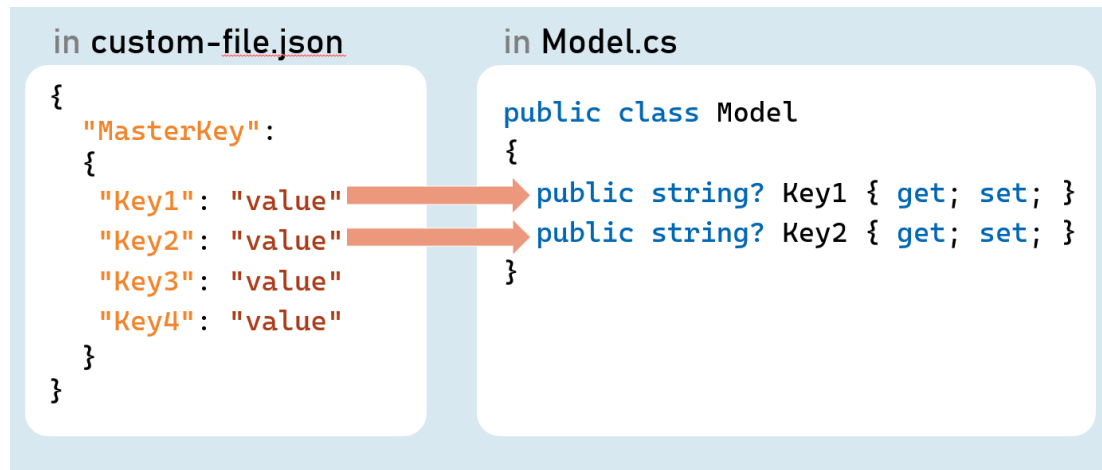 in custom-file.json
{
"MasterKey":
{
"Key1": "value"
"Key2": "value"
"Key3": "value"
"Key4": "value"
}
}
in Model.cs
public class Model
{
public string? Key1 { get; set; }
public string? Key2 { get; set; }
}